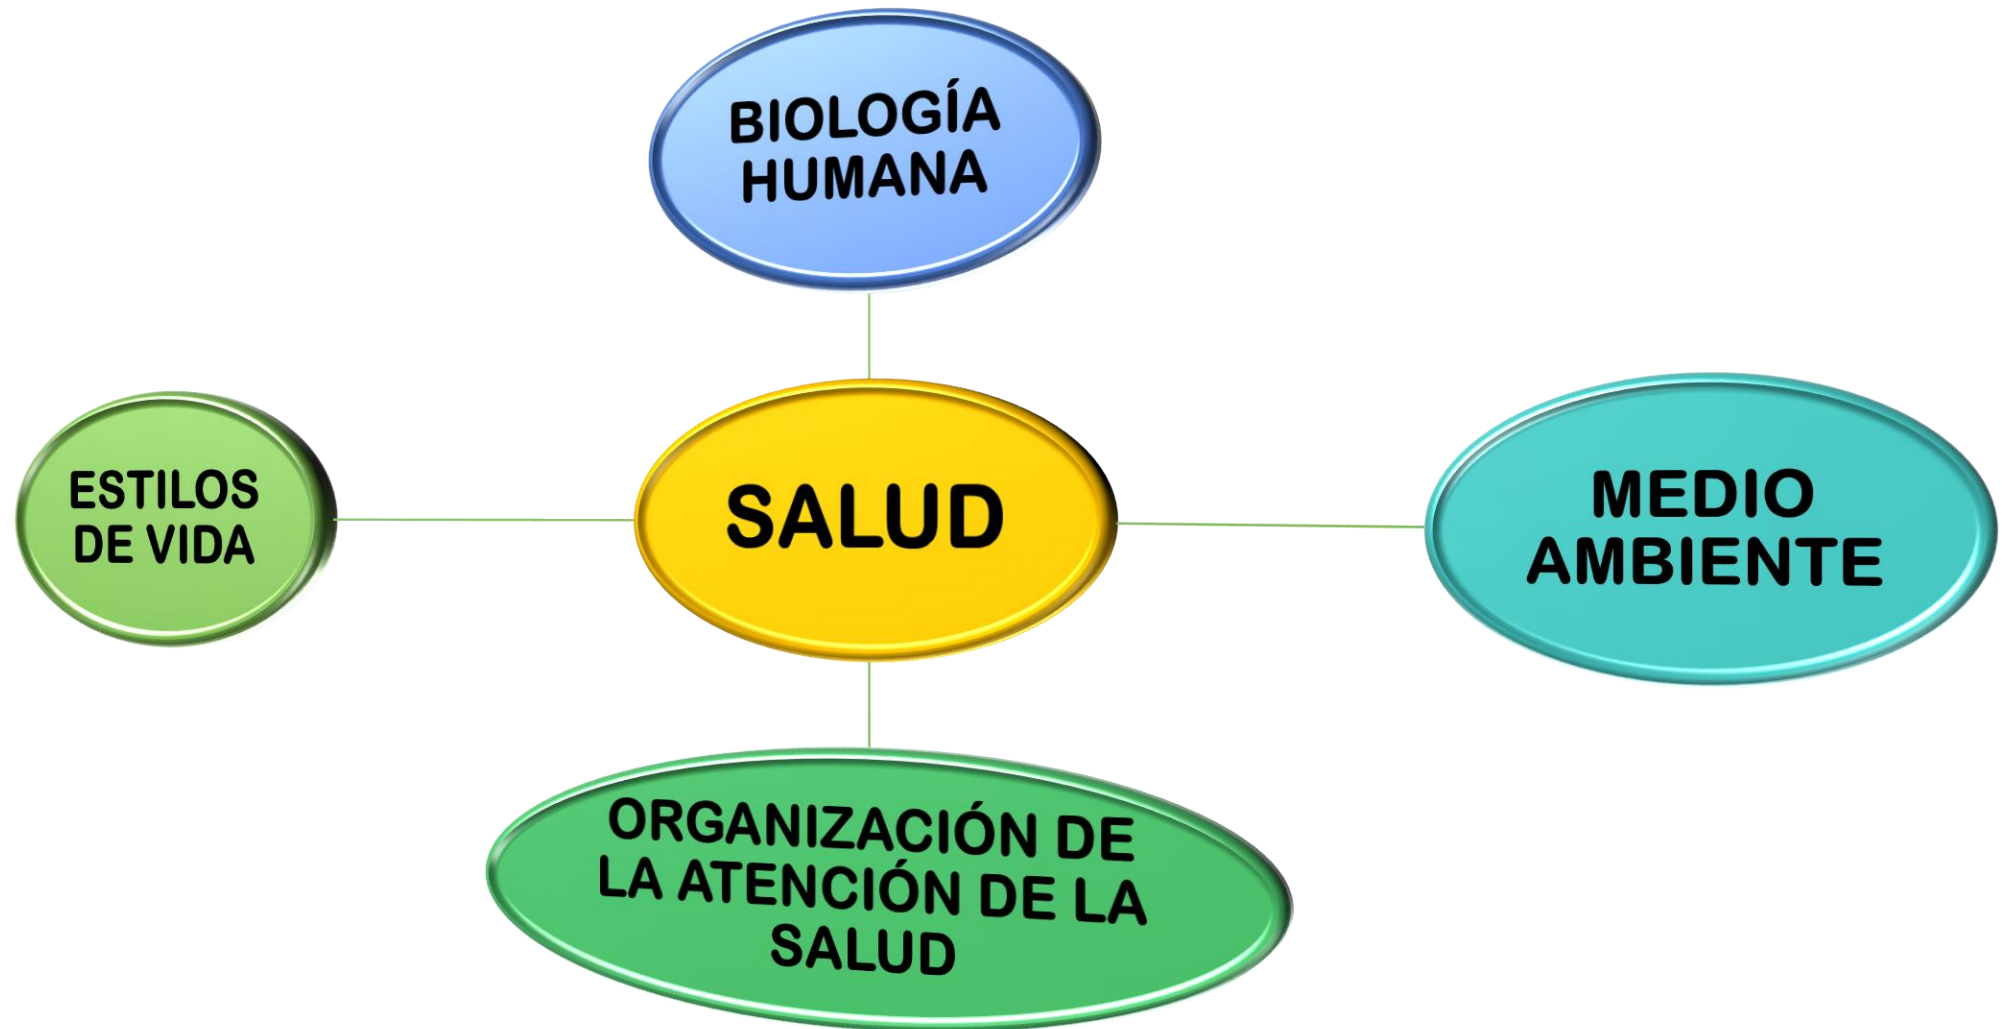 BIOLOGÍA
HUMANA
ESTILOS
DE VIDA
SALUD
MEDIO
AMBIENTE
ORGANIZACIÓN DE
LA ATENCIÓN DE LA
SALUD